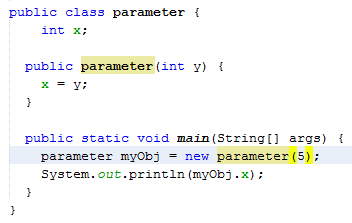 public class parameter {
int x;
public parameter(int y) {
x = y;
}
public static void main(String[] args) {
parameter myObj = new parameter(5);
System.out.println(myObj.x);
}
}